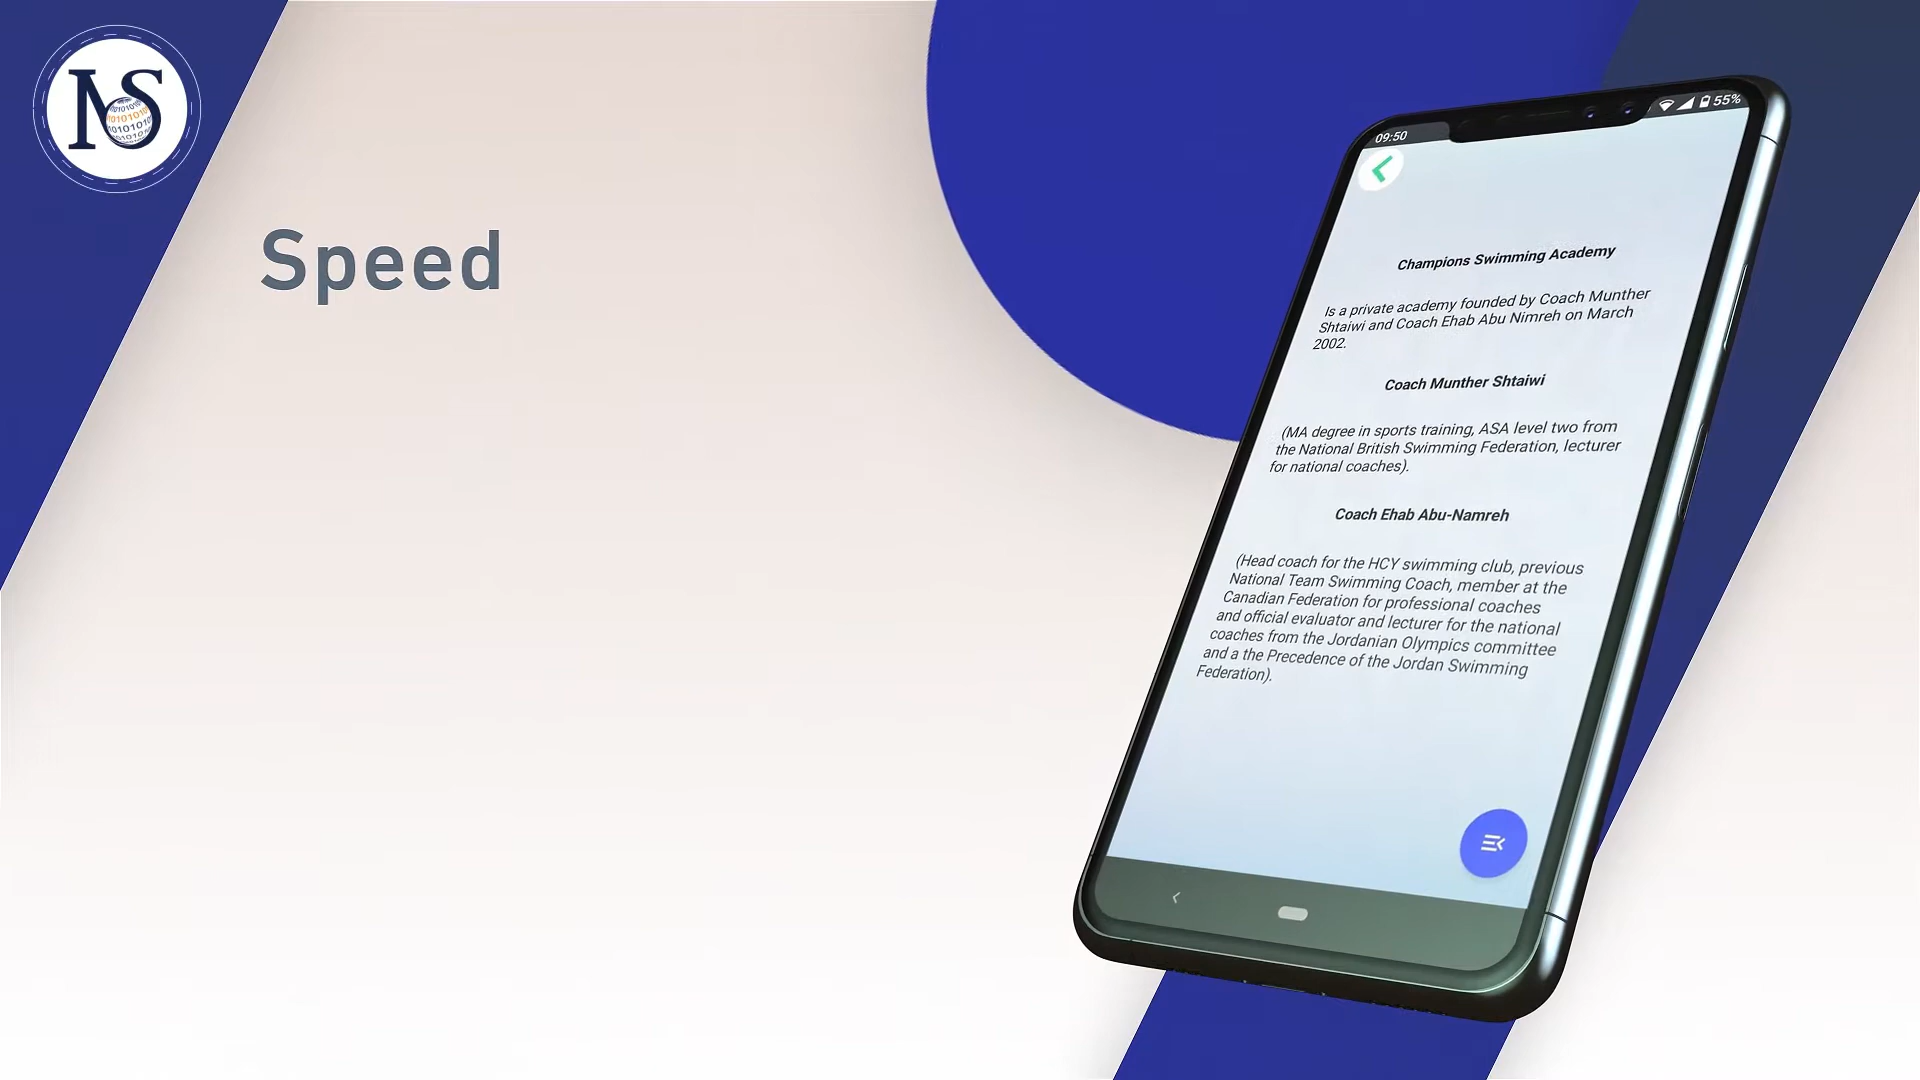 MS
Speed
09:50
55%
Champions Swimming Academy
Is a private academy founded by Coach Munther
Shtaiwi and Coach Ehab Abu Nimreh on March
2002.
Coach Munther Shtaiwi
(MA degree in sports training, ASA level two from
the National British Swimming Federation, lecturer
for national coaches).
Coach Ehab Abu-Namreh
(Head coach for the HCY swimming club, previous
National Team Swimming Coach, member at the
Canadian Federation for professional coaches
and official evaluator and lecturer for the national
coaches from the Jordanian Olympics committee
and a the Precedence of the Jordan Swimming
Federation).